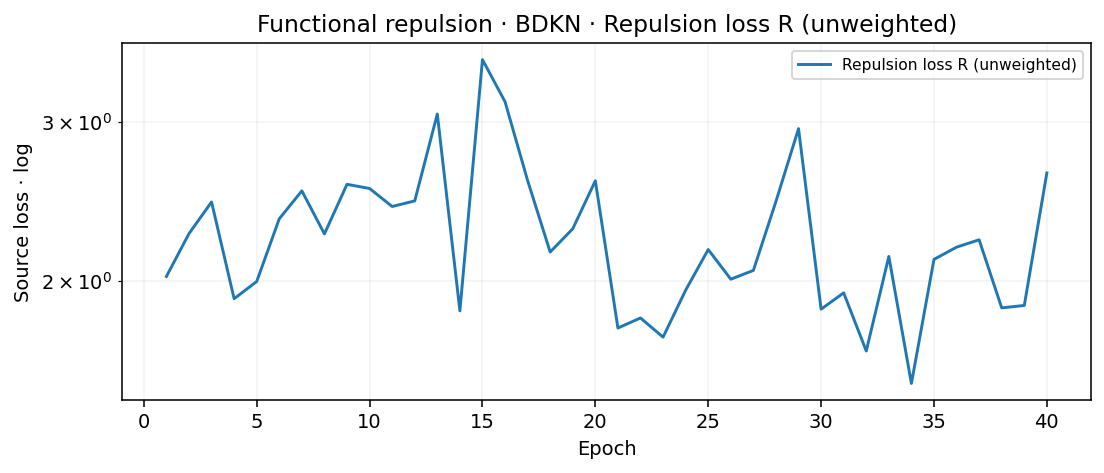 Functional repulsion · BDKN · Repulsion loss R (unweighted)
Repulsion loss R (unweighted)
3 × 10⁰
2 × 10⁰
Source loss · log
0 5 10 15 20 25 30 35 40
Epoch